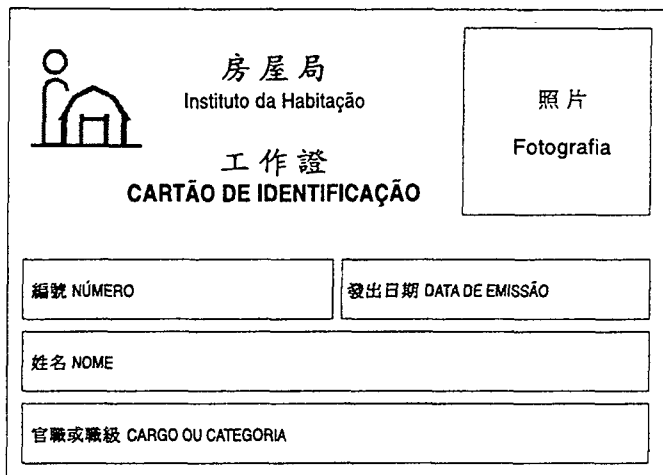 房屋局
Instituto da Habitação
工作證
CARTÃO DE IDENTIFICAÇÃO
照片
Fotografia
編號 NÚMERO
發出日期 DATA DE EMISSÃO
姓名 NOME
官職或職級 CARGO OU CATEGORIA